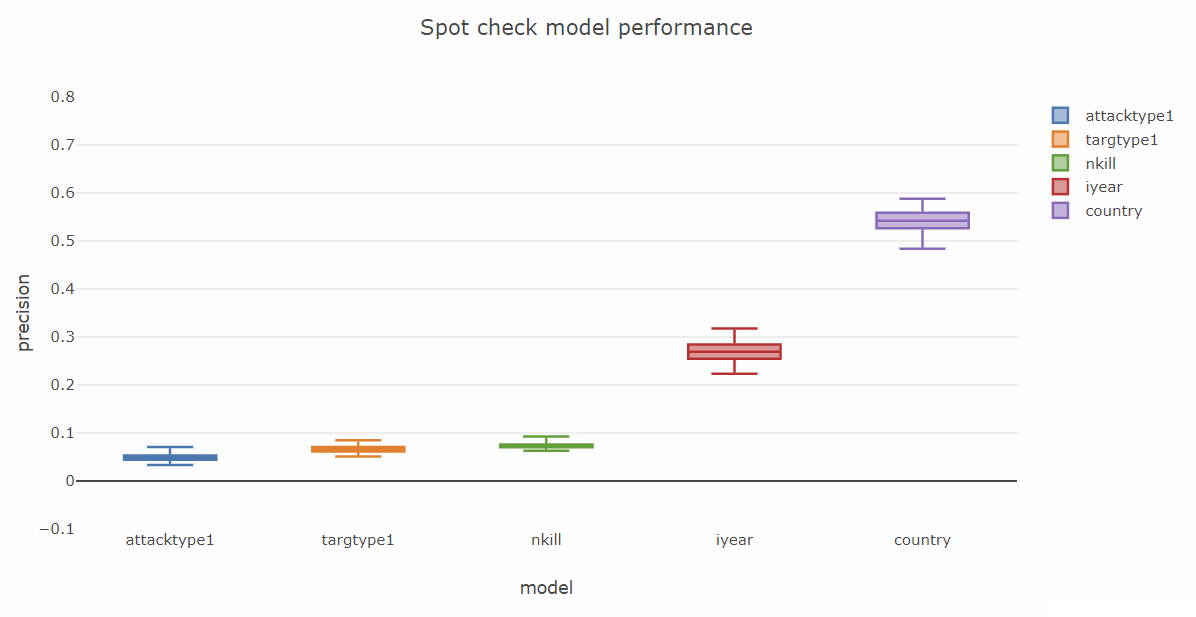 Spot check model performance
0.8
0.7
0.6
0.5
0.4
0.3
0.2
0.1
0
−0.1
precision
attacktype1 targtype1 nkill iyear country
model
attacktype1
targtype1
nkill
iyear
country